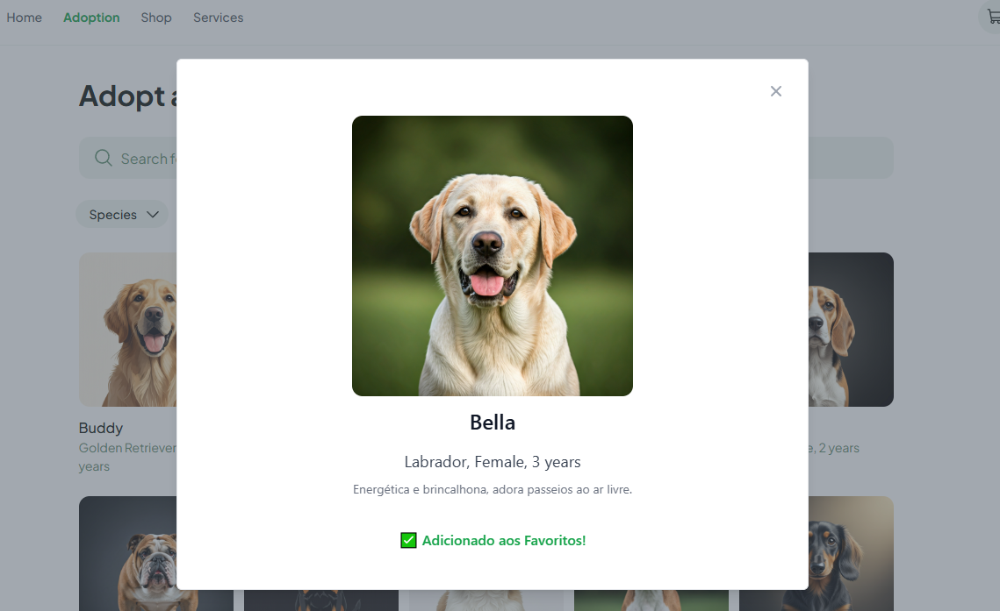 Home Adoption Shop Services
Adopt
Search
Species
Buddy
Golden Retriever
years
2 years
Bella
Labrador, Female, 3 years
Energética e brincalhona, adora passeios ao ar livre.
✅ Adicionado aos Favoritos!